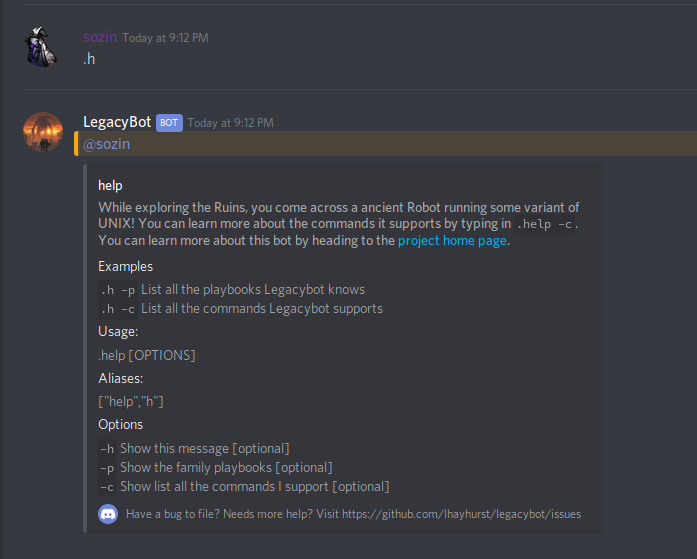 sozin Today at 9:12 PM
.h
LegacyBot BOT Today at 9:12 PM
@sozin
help
While exploring the Ruins, you come across a ancient Robot running some variant of
UNIX! You can learn more about the commands it supports by typing in .help -c.
You can learn more about this bot by heading to the project home page.
Examples
.h -p List all the playbooks Legacybot knows
.h -c List all the commands Legacybot supports
Usage:
.help [OPTIONS]
Aliases:
["help","h"]
Options
-h Show this message [optional]
-p Show the family playbooks [optional]
-c Show list all the commands I support [optional]
Have a bug to file? Needs more help? Visit https://github.com/lhayhurst/legacybot/issues